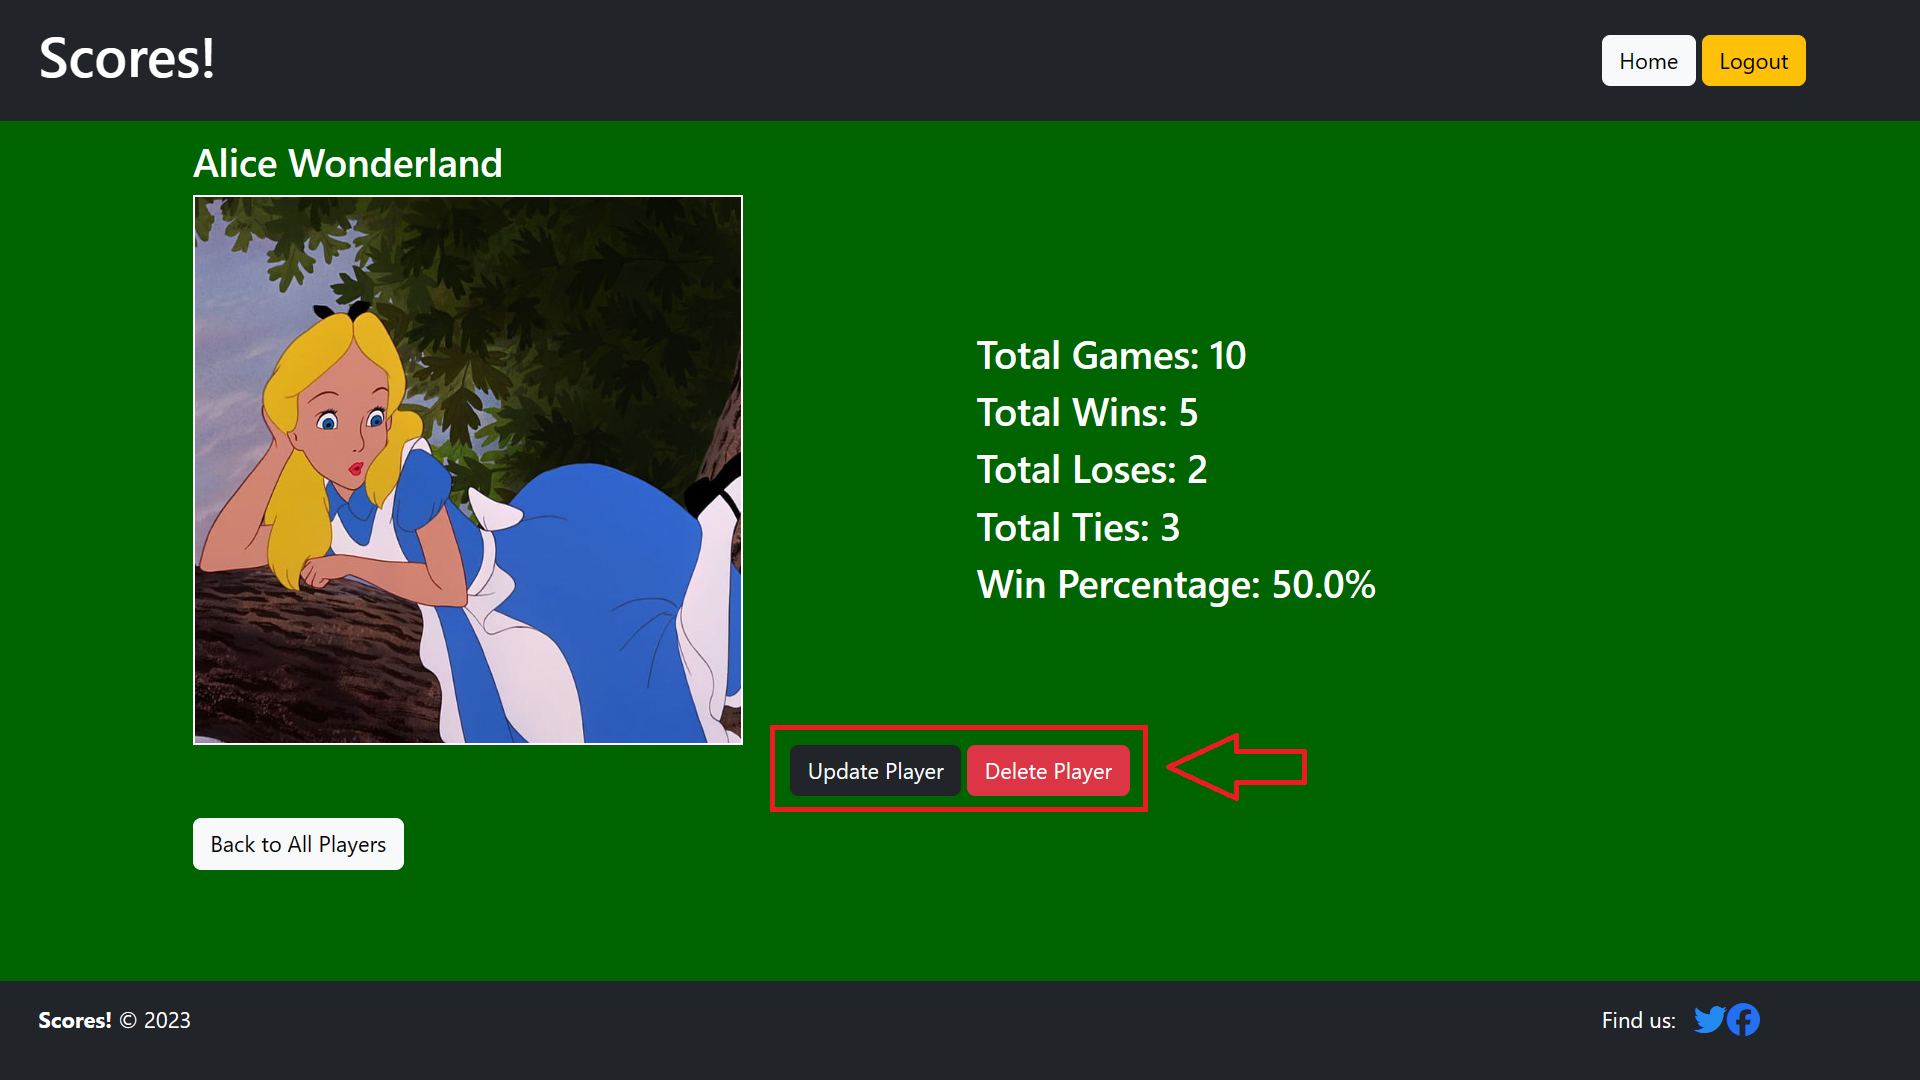 Scores!
Home Logout
Alice Wonderland
Total Games: 10
Total Wins: 5
Total Loses: 2
Total Ties: 3
Win Percentage: 50.0%
Update Player Delete Player
Back to All Players
Scores! © 2023
Find us: